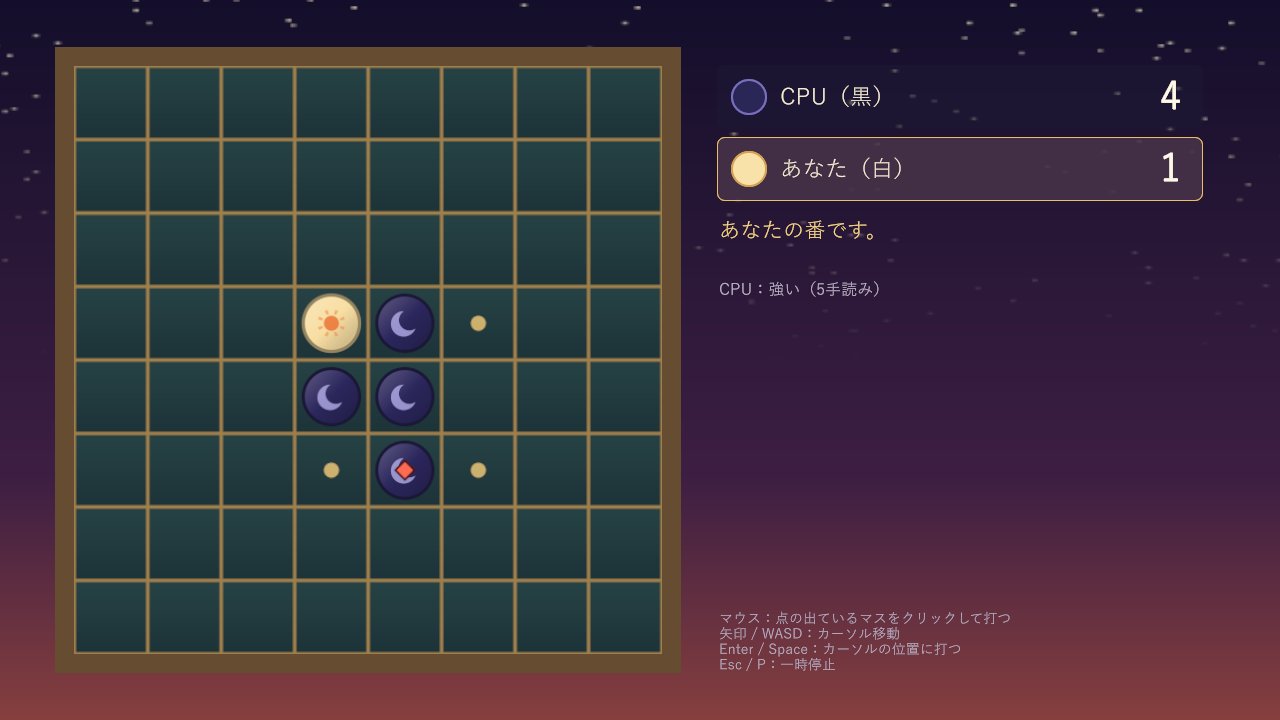 CPU（黒）
4
あなた（白）
1
あなたの番です。
CPU：強い（5手読み）
マウス：点の出ているマスをクリックして打つ
矢印 / WASD：カーソル移動
Enter / Space：カーソルの位置に打つ
Esc / P：一時停止